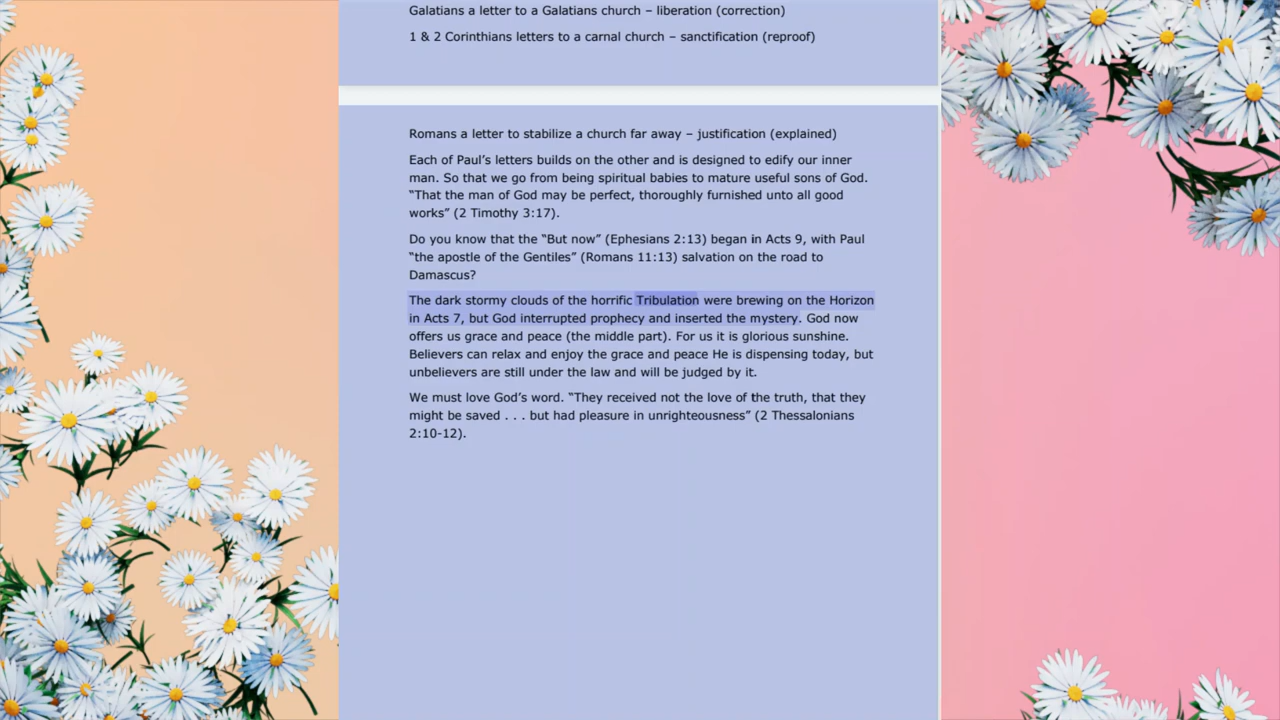 Galatians a letter to a Galatians church – liberation (correction)
1 & 2 Corinthians letters to a carnal church – sanctification (reproof)
Romans a letter to stabilize a church far away – justification (explained)
Each of Paul’s letters builds on the other and is designed to edify our inner
man. So that we go from being spiritual babies to mature useful sons of God.
“That the man of God may be perfect, thoroughly furnished unto all good
works” (2 Timothy 3:17).
Do you know that the “But now” (Ephesians 2:13) began in Acts 9, with Paul
“the apostle of the Gentiles” (Romans 11:13) salvation on the road to
Damascus?
The dark stormy clouds of the horrific Tribulation were brewing on the Horizon
in Acts 7, but God interrupted prophecy and inserted the mystery. God now
offers us grace and peace (the middle part). For us it is glorious sunshine.
Believers can relax and enjoy the grace and peace He is dispensing today, but
unbelievers are still under the law and will be judged by it.
We must love God’s word. “They received not the love of the truth, that they
might be saved . . . but had pleasure in unrighteousness” (2 Thessalonians
2:10-12).